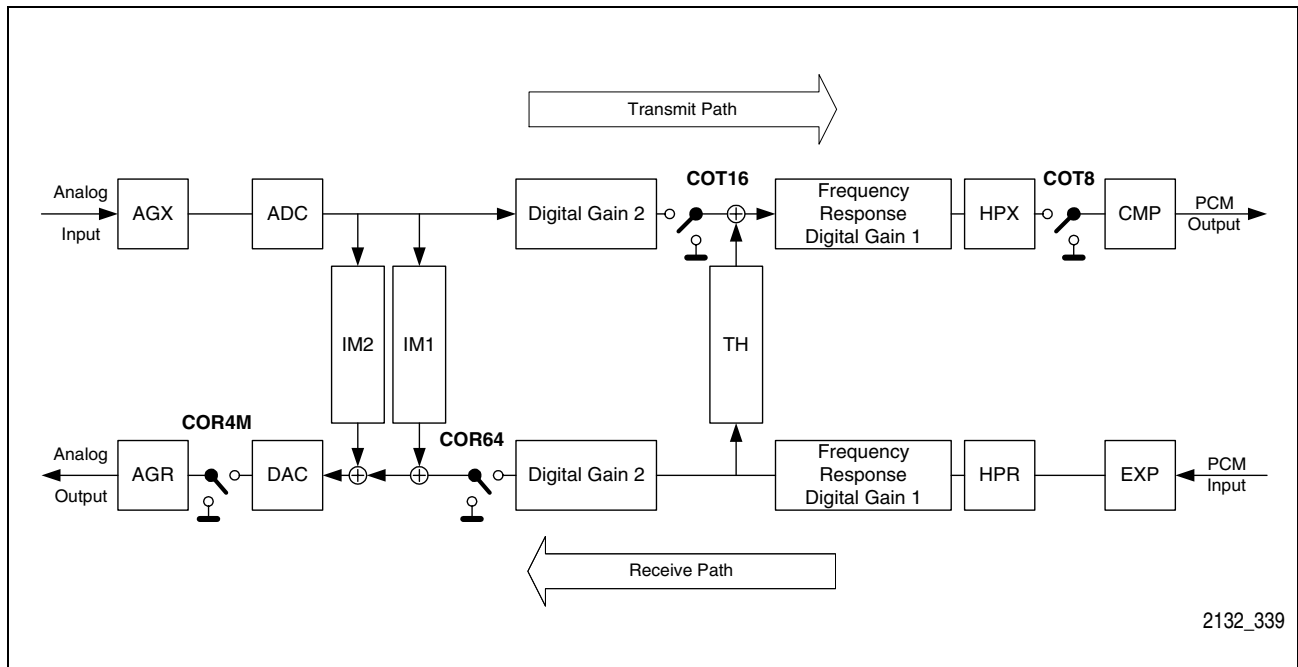 Transmit Path
COT16
COT8
Analog
Input
AGX
ADC
Digital Gain 2
Frequency
Response
Digital Gain 1
HPX
CMP
PCM
Output
IM2
IM1
TH
COR4M
COR64
Analog
Output
AGR
DAC
Digital Gain 2
Frequency
Response
Digital Gain 1
HPR
EXP
PCM
Input
Receive Path
2132_339